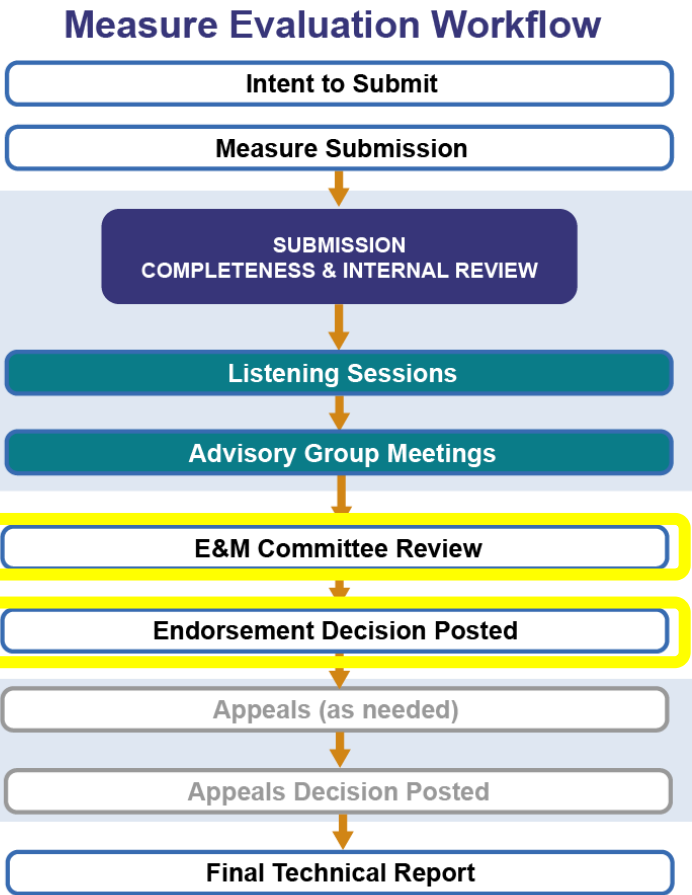 Measure Evaluation Workflow
Intent to Submit
Measure Submission
SUBMISSION
COMPLETENESS & INTERNAL REVIEW
Listening Sessions
Advisory Group Meetings
E&M Committee Review
Endorsement Decision Posted
Appeals (as needed)
Appeals Decision Posted
Final Technical Report